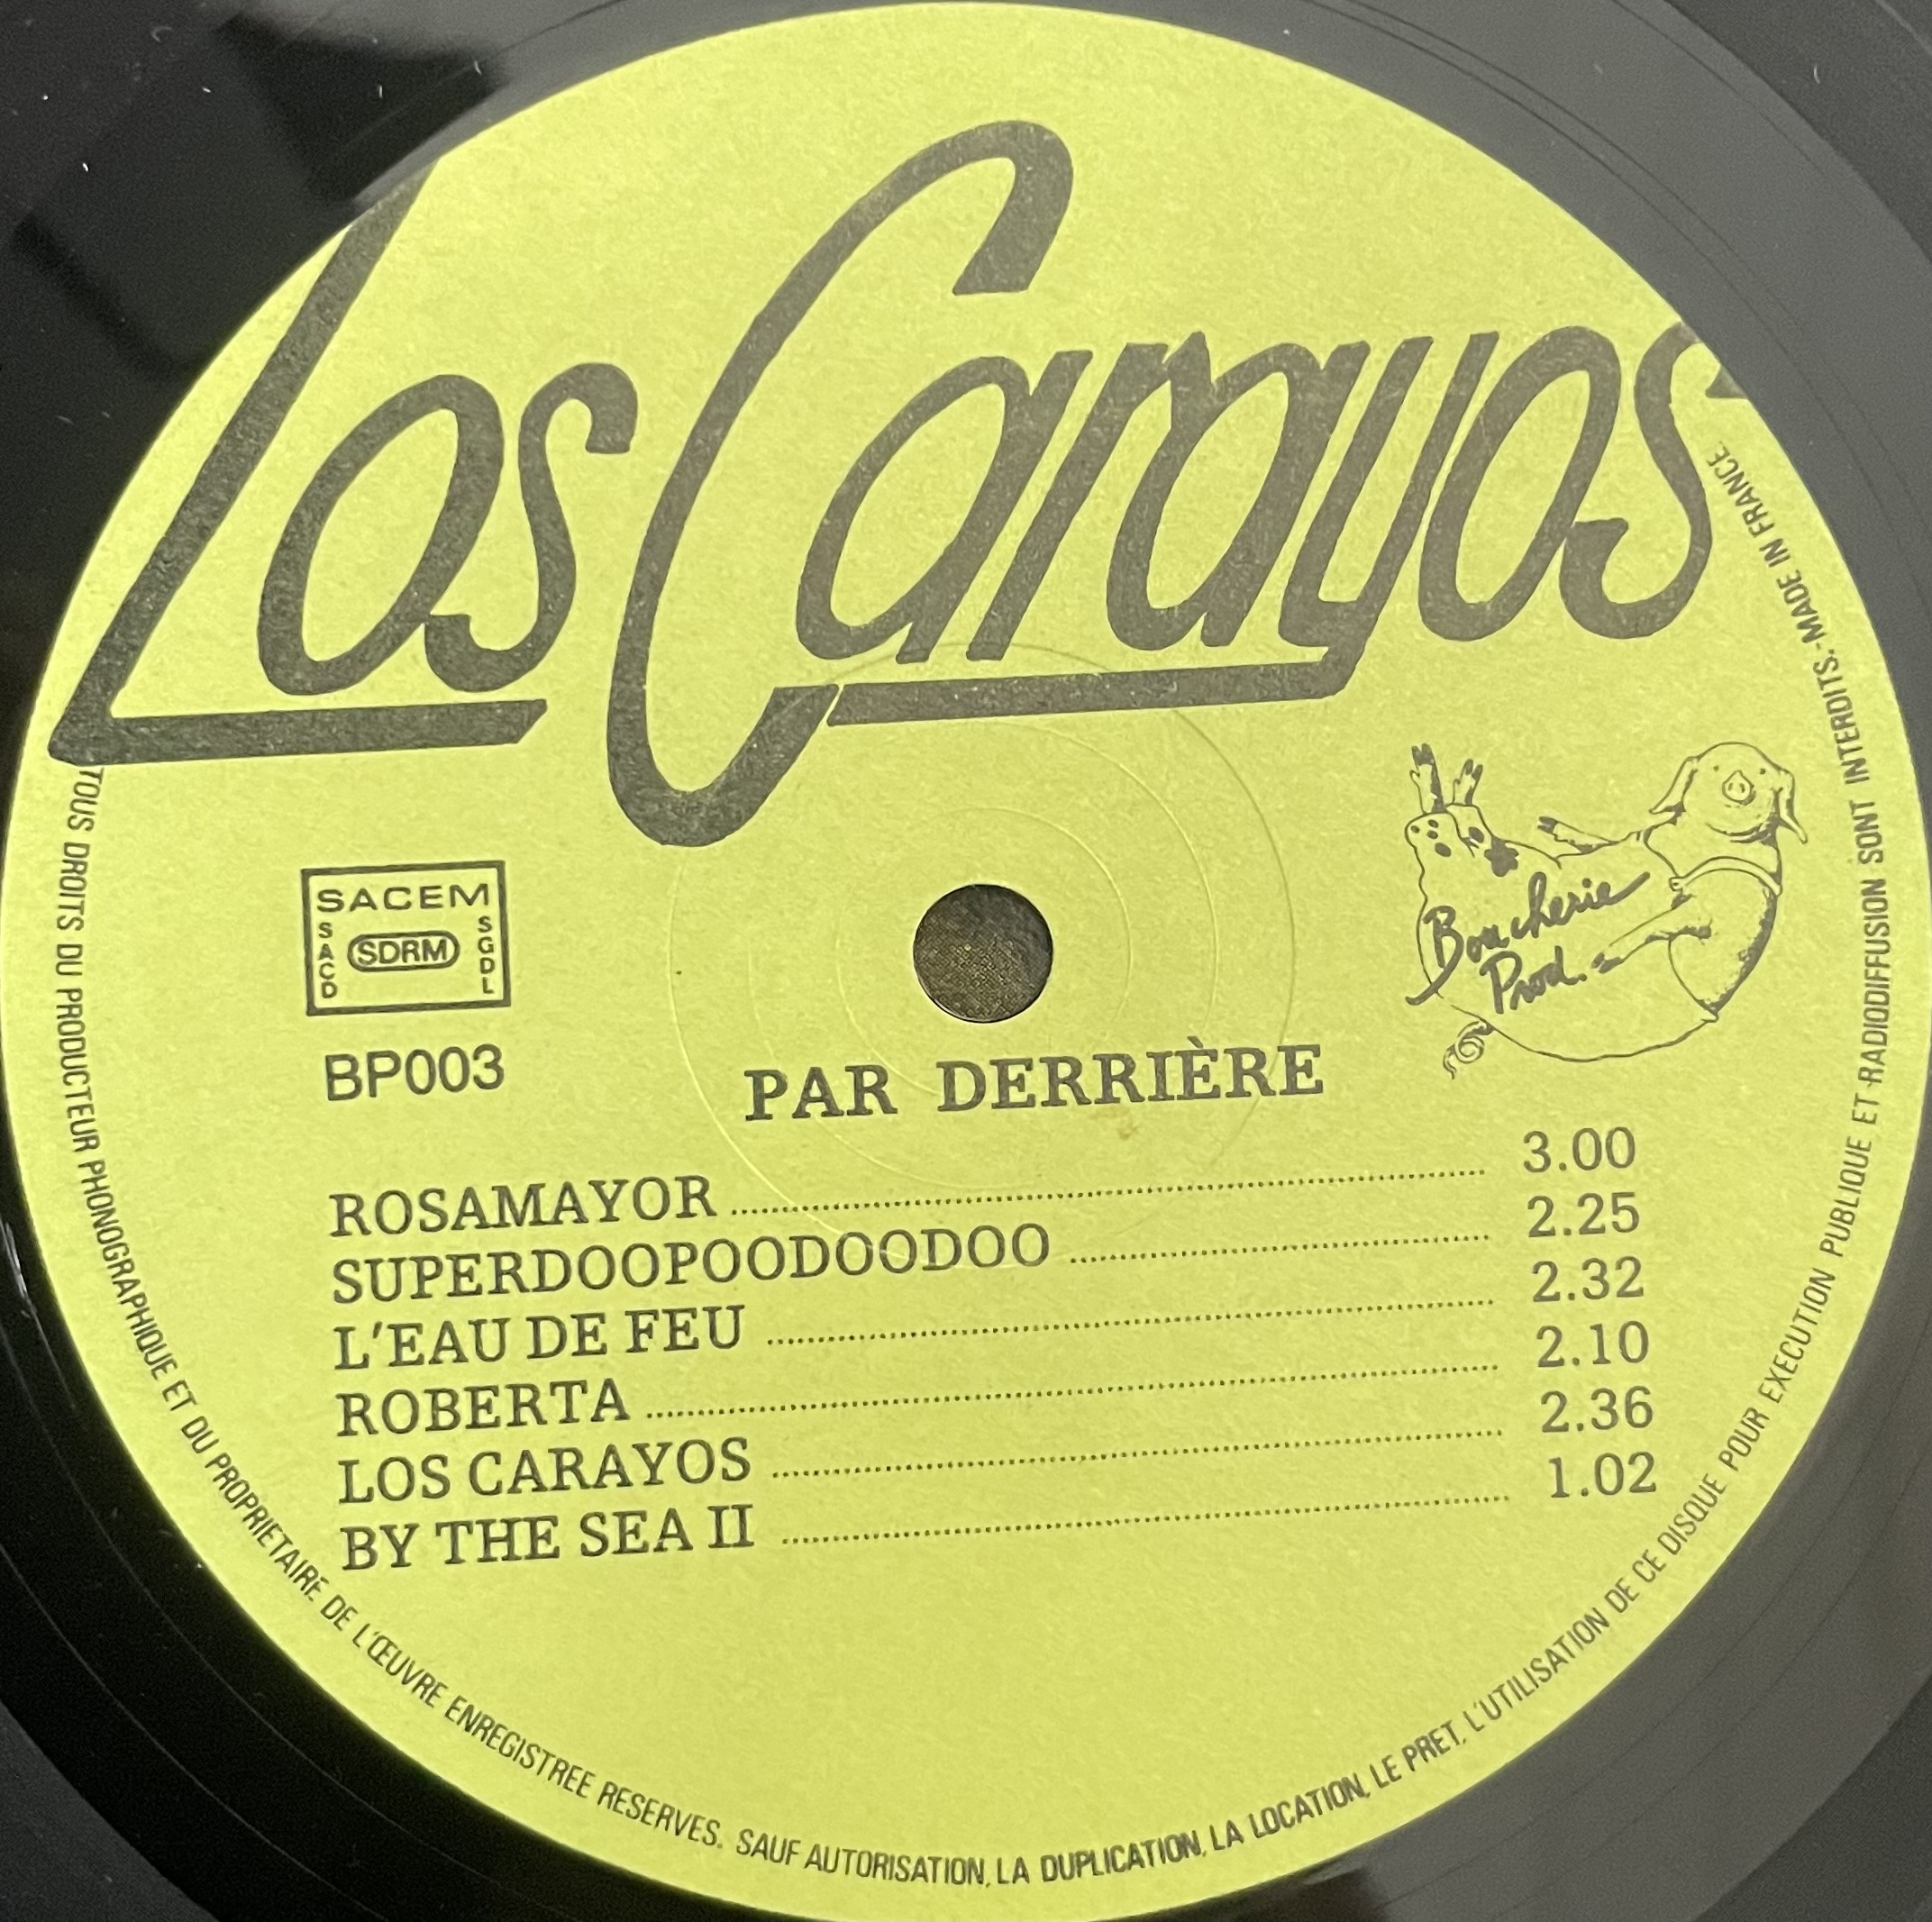 Los Carayos
SACEM
SACD
SDRM
SGDL
BP003
Boucherie
Prod.
PAR DERRIÈRE
ROSAMAYOR 3.00
SUPERDOOPOODOODOO 2.25
L'EAU DE FEU 2.32
ROBERTA 2.10
LOS CARAYOS 2.36
BY THE SEA II 1.02
TOUS DROITS DU PRODUCTEUR PHONOGRAPHIQUE ET DU PROPRIETAIRE DE L'ŒUVRE ENREGISTREE RESERVES. SAUF AUTORISATION, LA DUPLICATION, LA LOCATION, LE PRET, L'UTILISATION DE CE DISQUE POUR EXECUTION PUBLIQUE ET RADIODIFFUSION SONT INTERDITS.-MADE IN FRANCE